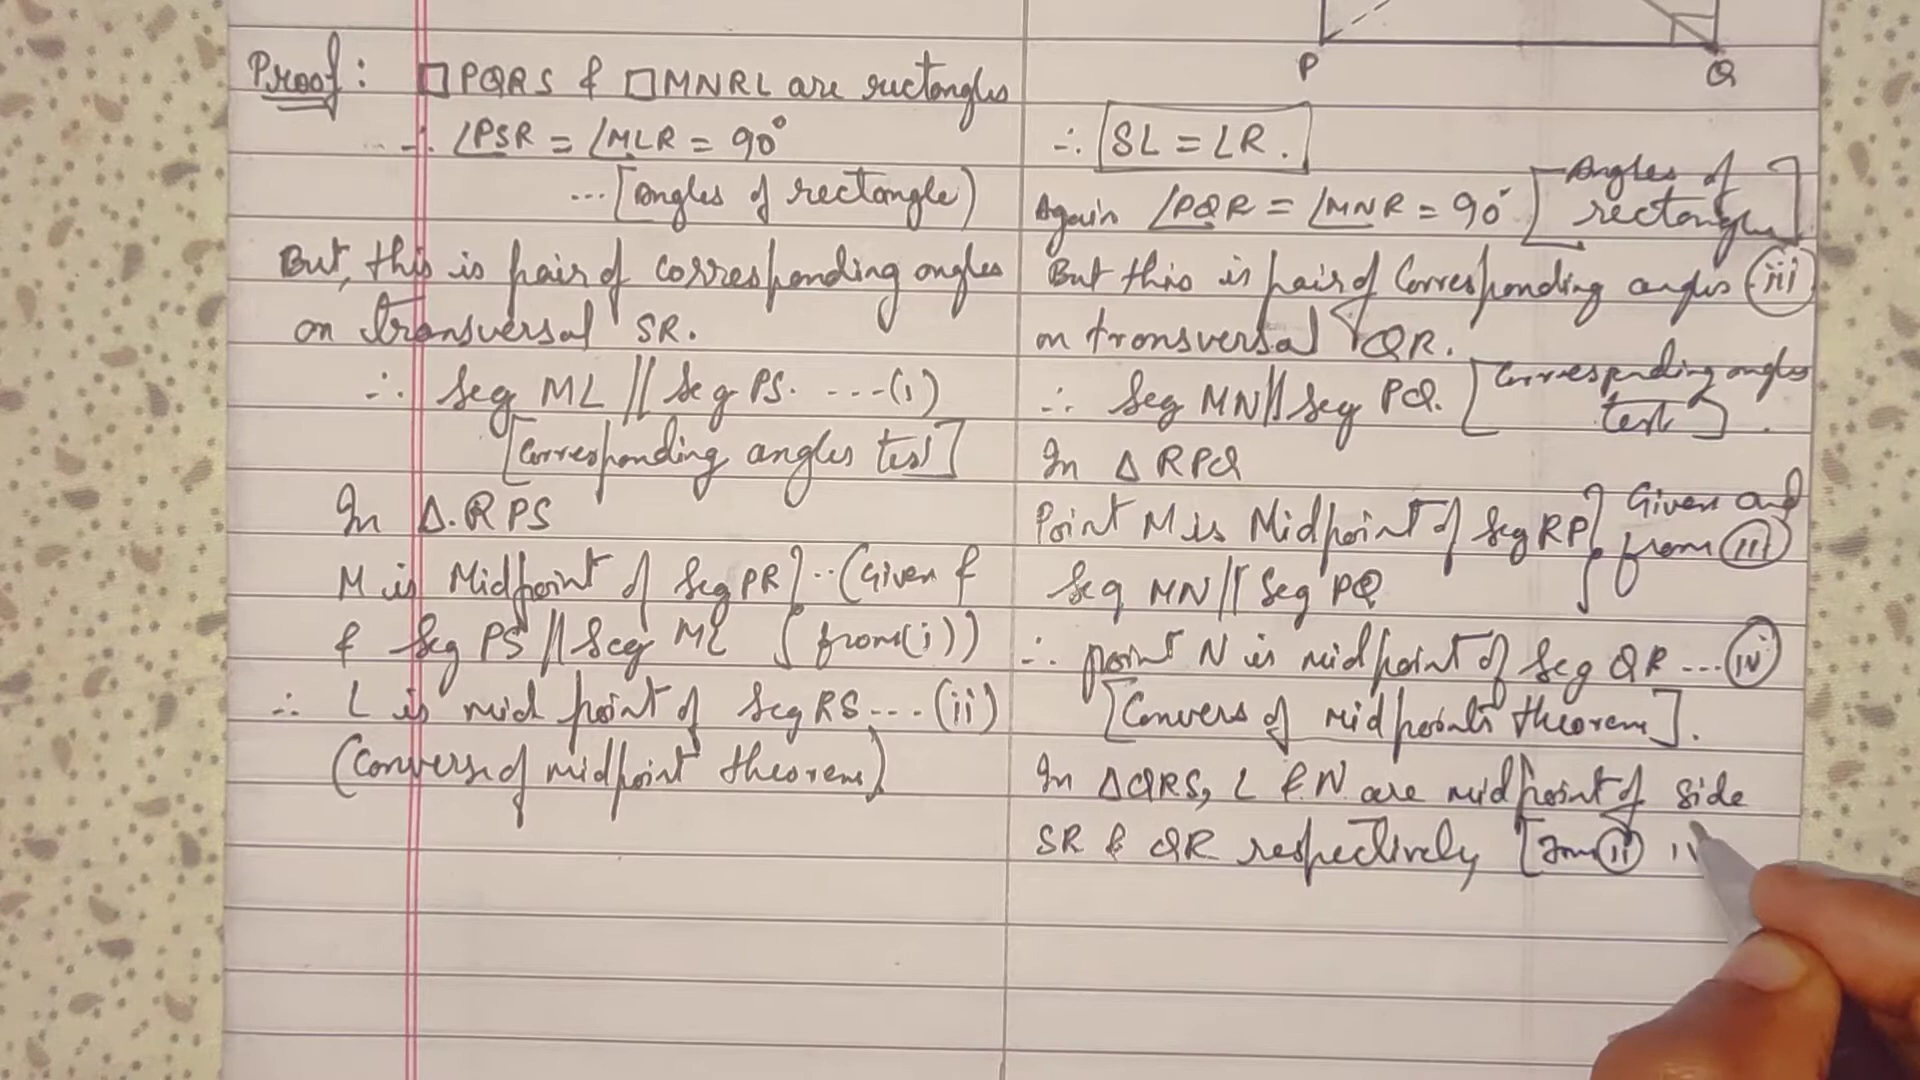 Proof: □PQRS & □MNRL are rectangles
∴ ∠PSR = ∠MLR = 90°
...[angles of rectangle)
But, this is pair of corresponding angles
on transversal SR.
∴ Seg ML || Seg PS. ---- (i)
[Corresponding angles test]
In Δ.RPS
M is Midpoint of Seg PR } .. (Given &
& Seg PS || Seg ML } from (i))
∴ L is mid point of Seg RS ... (ii)
(Converse of midpoint theorem)
P
Q
∴ SL = LR.
Again ∠PQR = ∠MNR = 90° [Angles of
rectangle]
But this is pair of Corresponding angles (iii)
on transversal QR.
∴ Seg MN || Seg PQ. [Corresponding angles
test].
In Δ RPQ
Point M is Midpoint of Seg RP } Given and
from (iii)
Seg MN || Seg PQ
∴ point N is midpoint of Seg QR ... (iv)
[Convers of midpoint theorem].
In ΔQRS, L & N are midpoint of side
SR & QR respectively [from (ii) iv